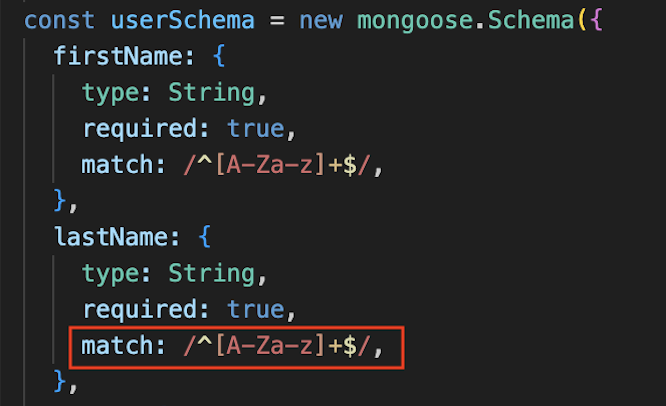 const userSchema = new mongoose.Schema({
firstName: {
type: String,
required: true,
match: /^[A-Za-z]+$/,
},
lastName: {
type: String,
required: true,
match: /^[A-Za-z]+$/,
},